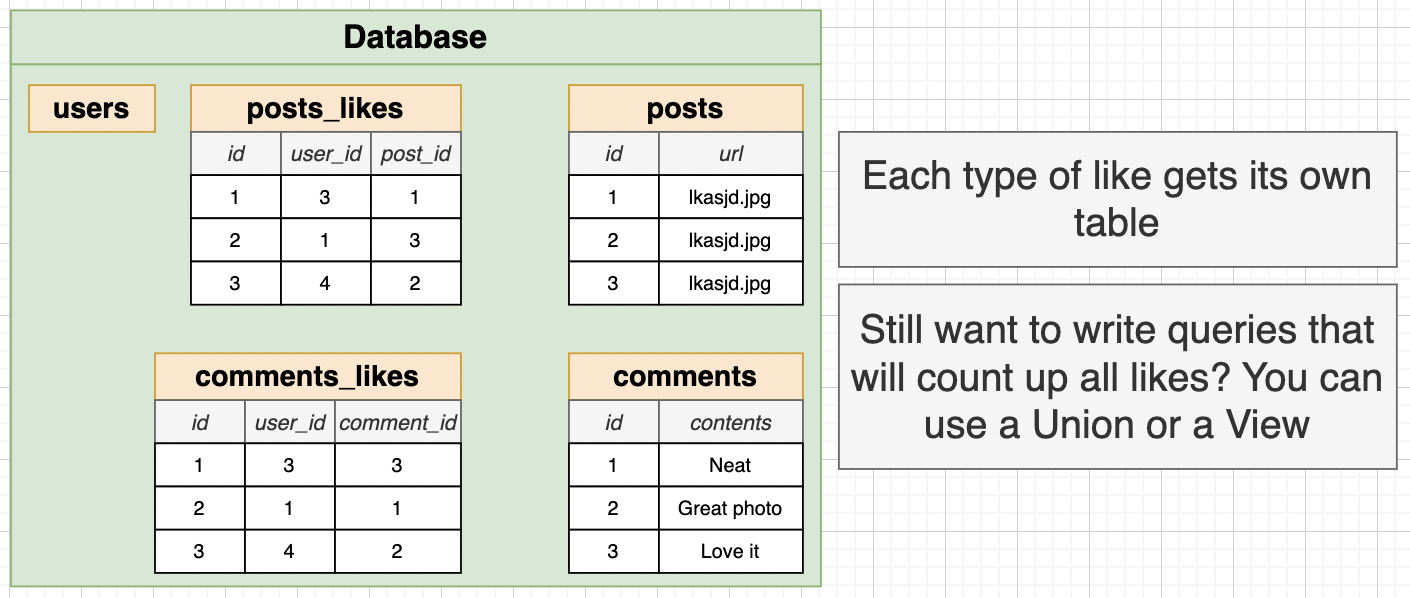 Database
users
posts_likes
id user_id post_id
1 3 1
2 1 3
3 4 2
posts
id url
1 lkasjd.jpg
2 lkasjd.jpg
3 lkasjd.jpg
comments_likes
id user_id comment_id
1 3 3
2 1 1
3 4 2
comments
id contents
1 Neat
2 Great photo
3 Love it
Each type of like gets its own
table
Still want to write queries that
will count up all likes? You can
use a Union or a View